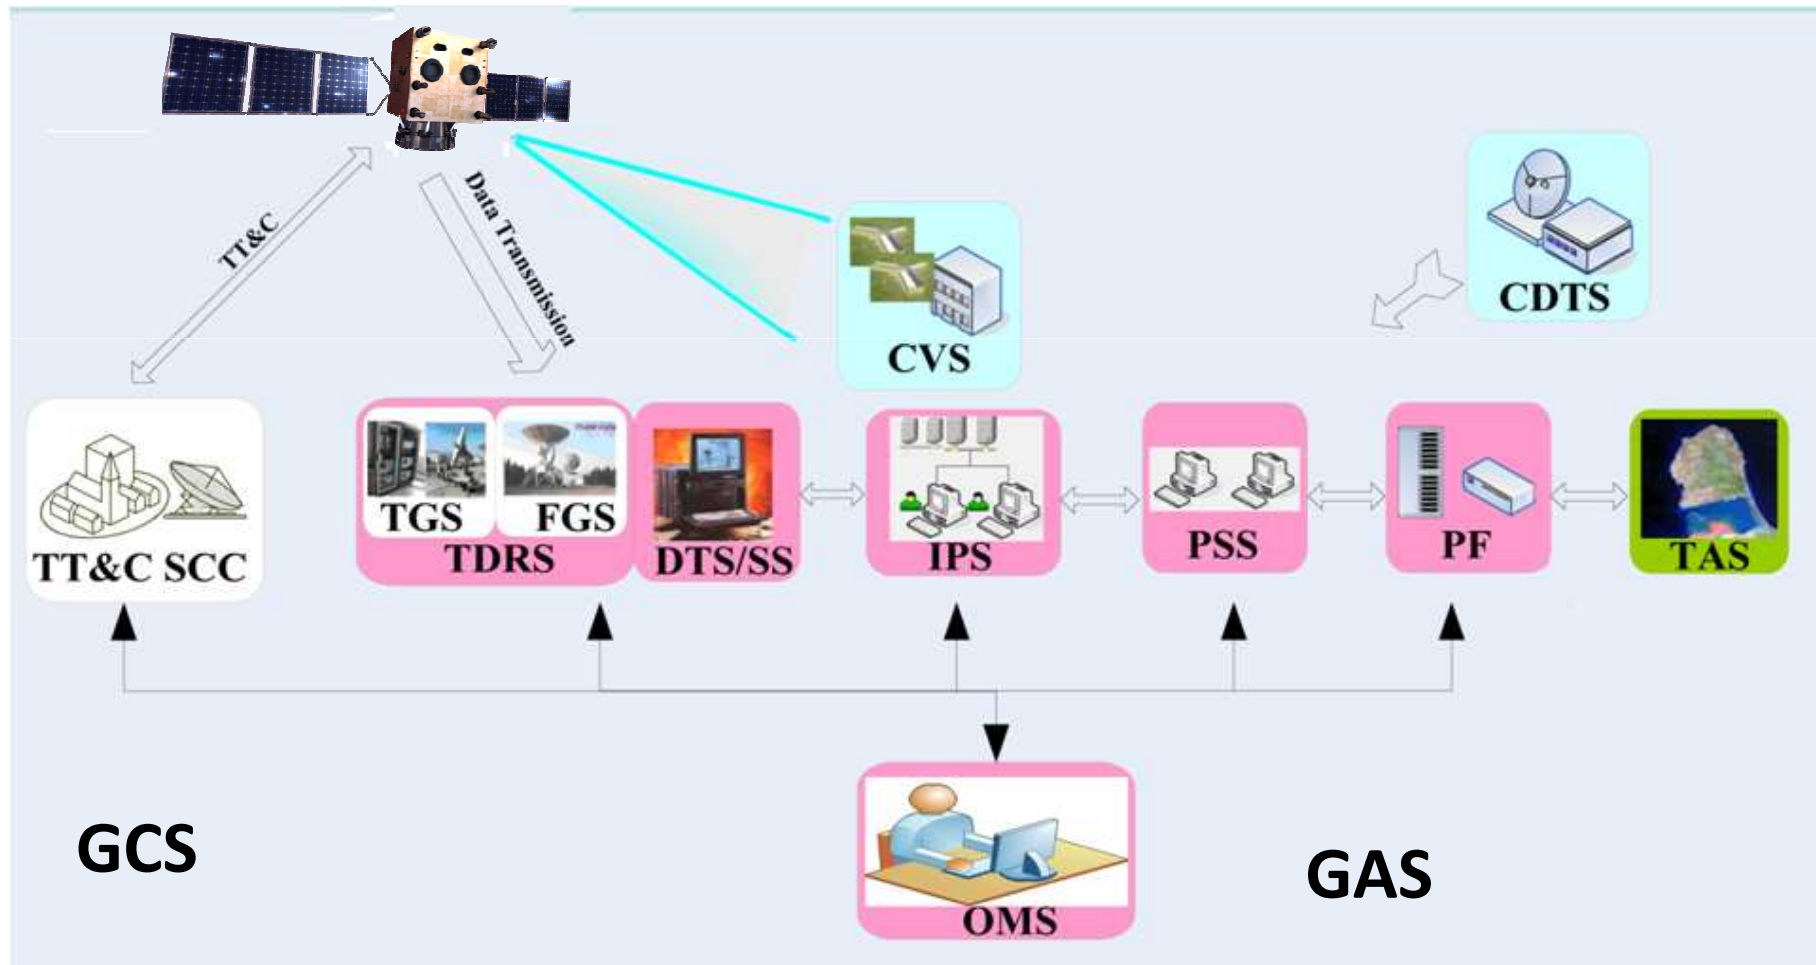 TT&C
Data Transmission
CVS
CDTS
TT&C SCC
TGS
FGS
TDRS
DTS/SS
IPS
PSS
PF
TAS
GCS
GAS
OMS